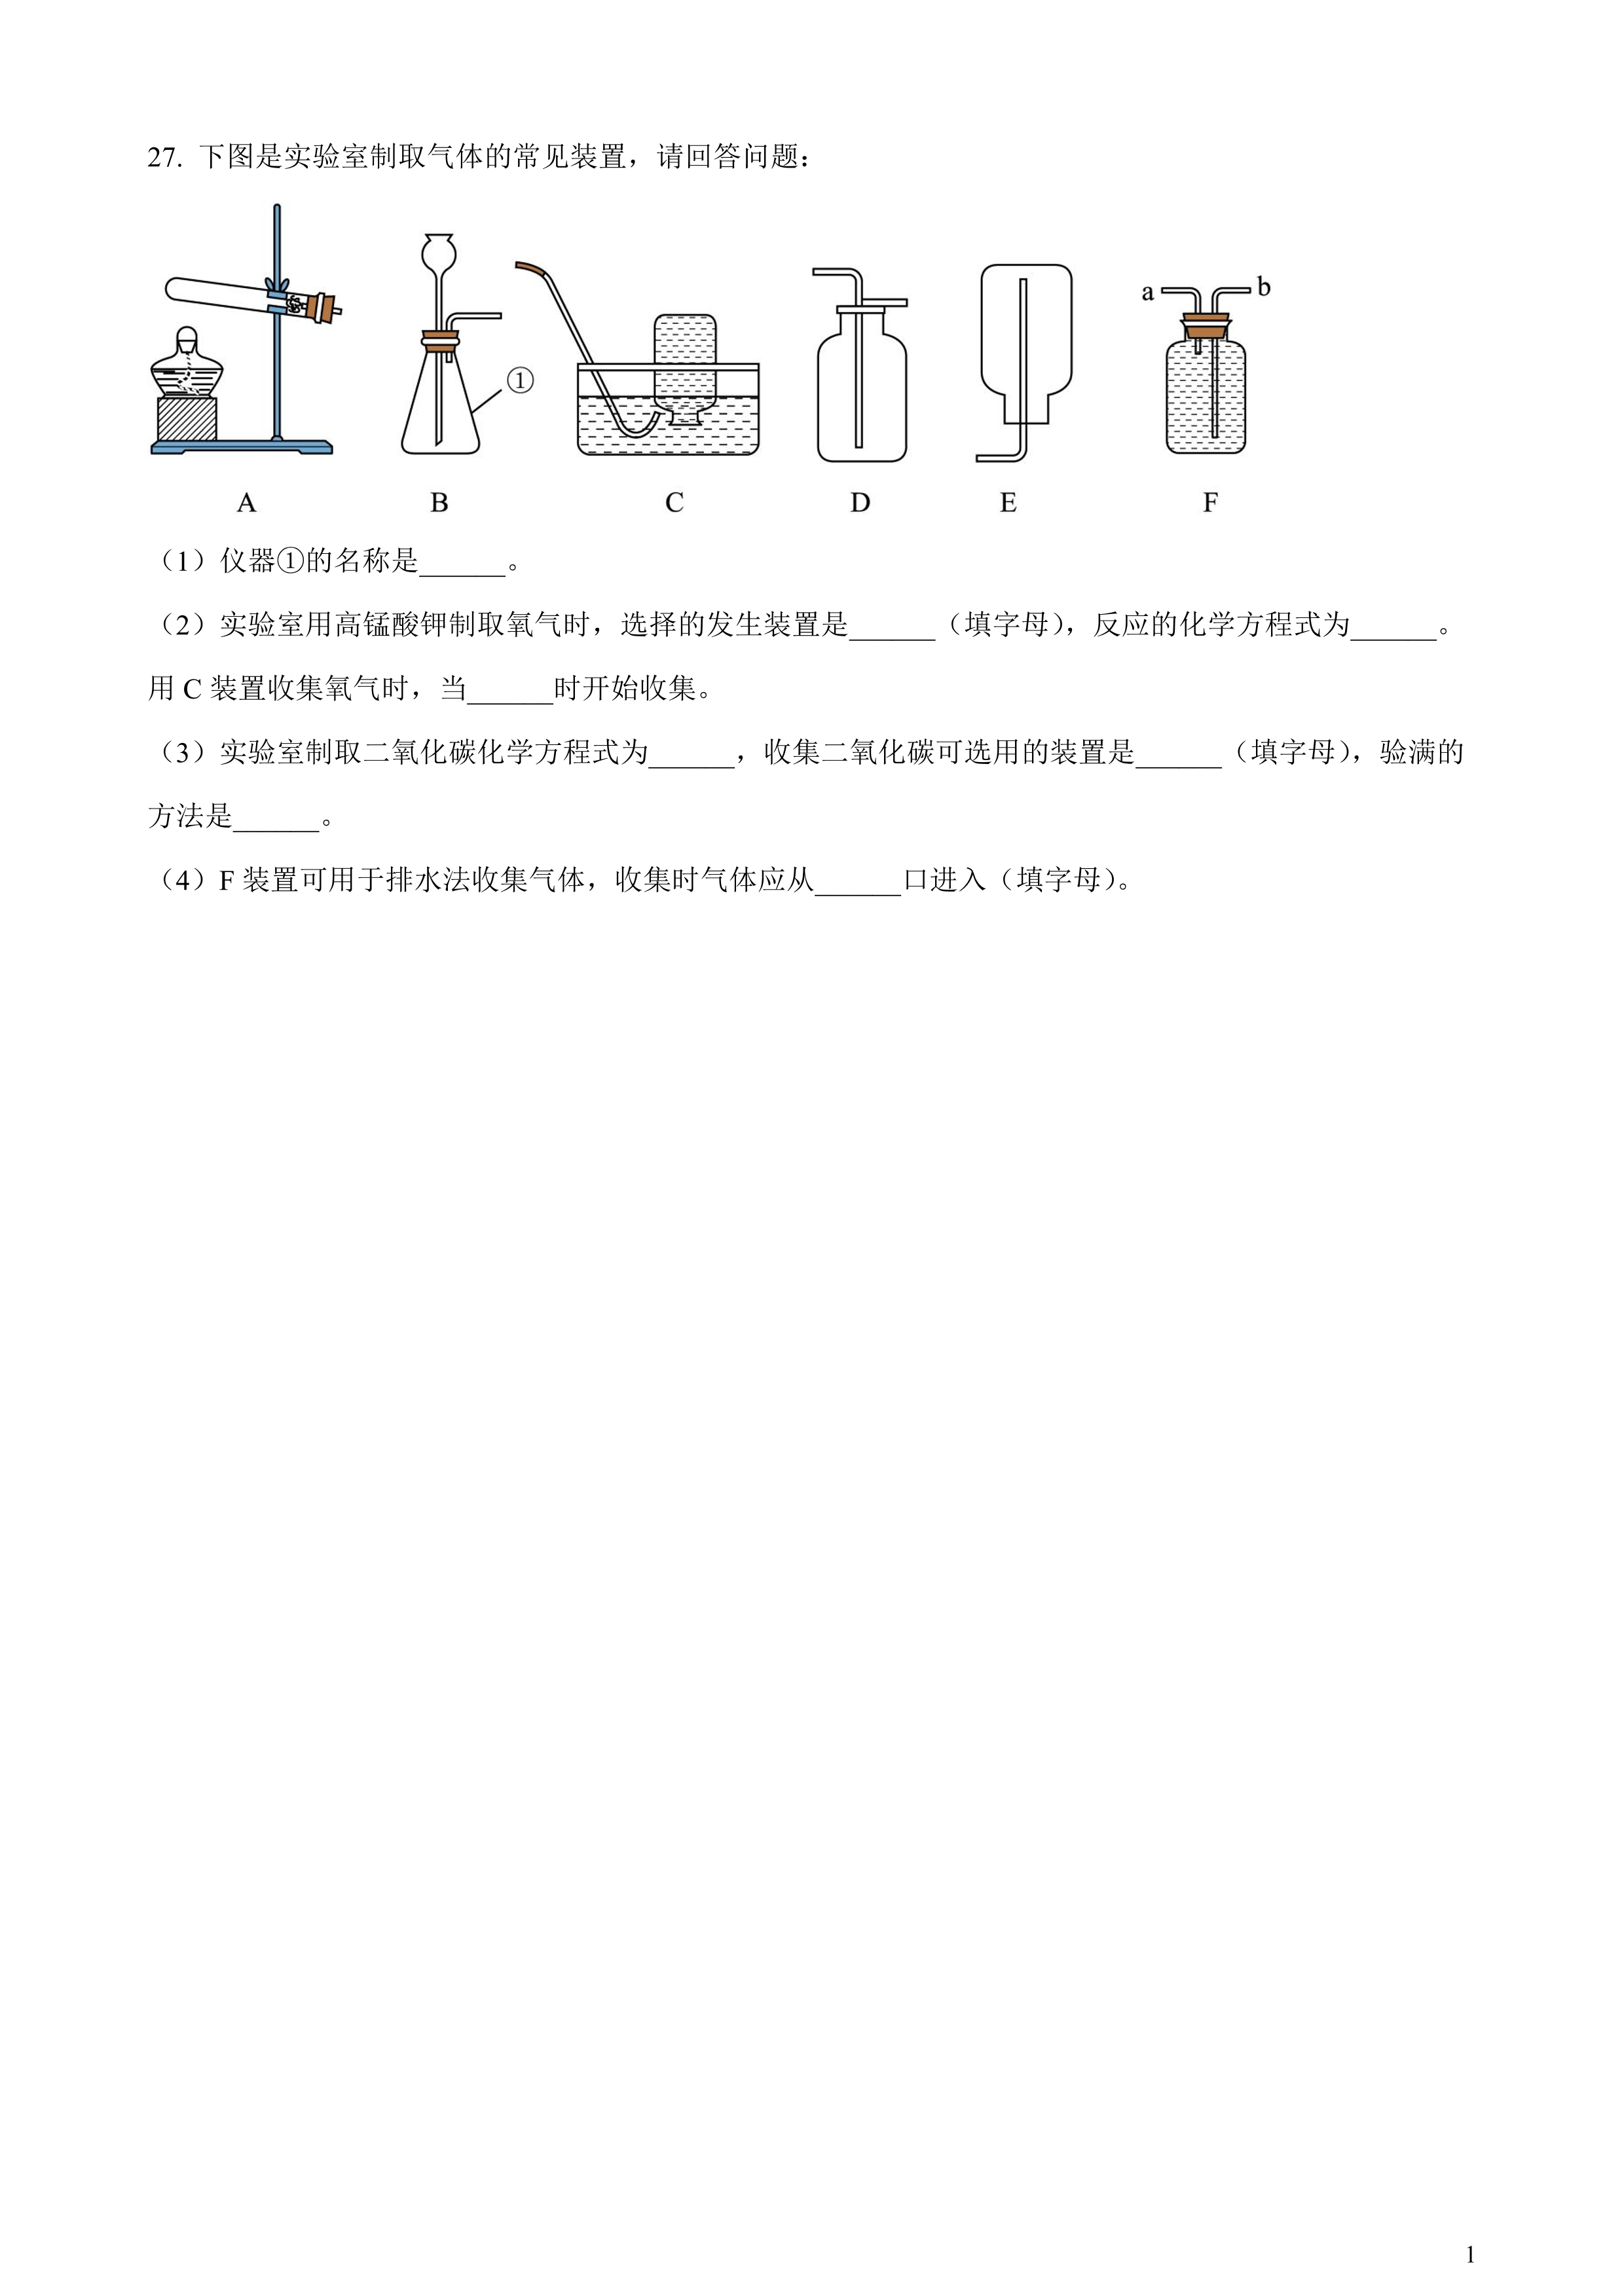 27. 下图是实验室制取气体的常见装置，请回答问题：
① a b
A B C D E F
（1）仪器①的名称是______。
（2）实验室用高锰酸钾制取氧气时，选择的发生装置是______（填字母），反应的化学方程式为______。
用 C 装置收集氧气时，当______时开始收集。
（3）实验室制取二氧化碳化学方程式为______，收集二氧化碳可选用的装置是______（填字母），验满的
方法是______。
（4）F 装置可用于排水法收集气体，收集时气体应从______口进入（填字母）。
1